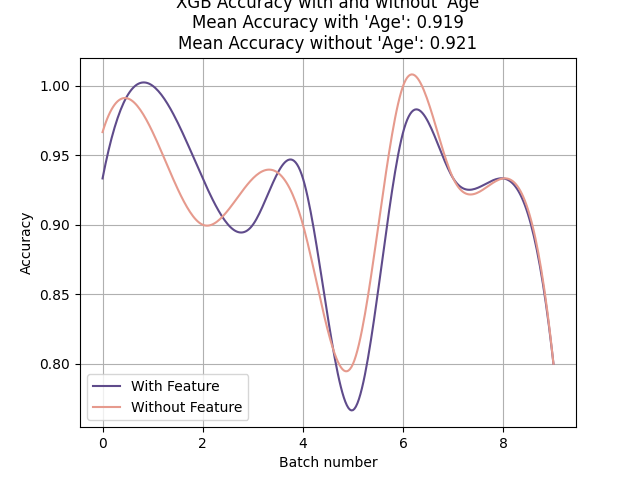 XGB Accuracy with and without 'Age'
Mean Accuracy with 'Age': 0.919
Mean Accuracy without 'Age': 0.921
1.00
0.95
0.90
0.85
0.80
Accuracy
With Feature
Without Feature
0
2
4
6
8
Batch number